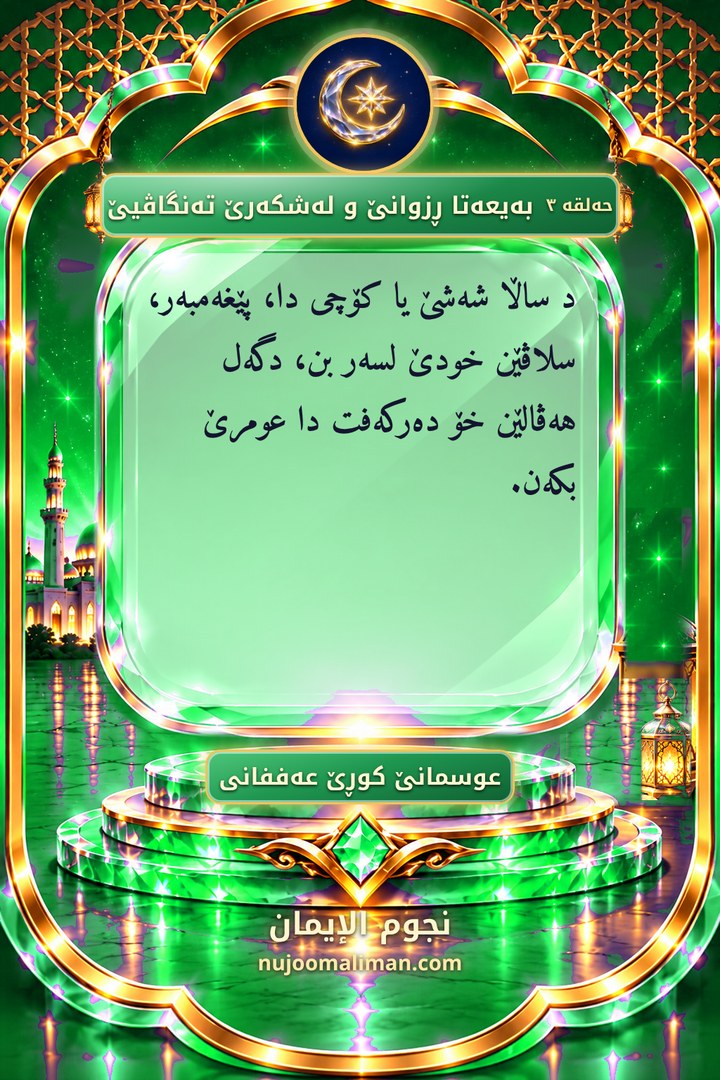 حەلقە ٣ بەیعەتا ڕزوانێ و لەشکەرێ تەنگاڤیێ
د ساڵا شەشێ یا کۆچی دا، پێغەمبەر،
سلاڤێن خودێ لسەر بن، دگەل
هەڤالێن خۆ دەرکەفت دا عومرێ
بکەن.
عوسمانێ کوڕێ عەففانی
نجوم الإيمان
nujoomaliman.com